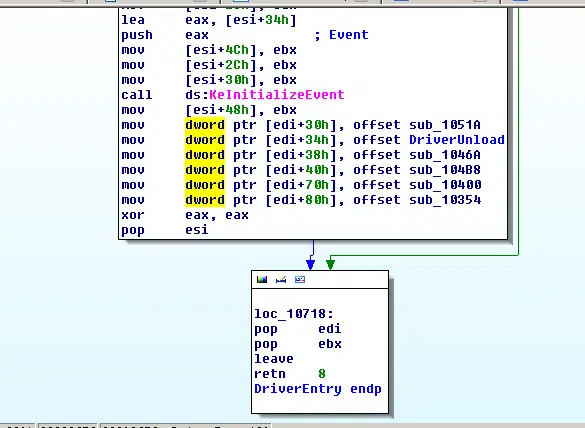 lea eax, [esi+34h]
push eax ; Event
mov [esi+4Ch], ebx
mov [esi+2Ch], ebx
mov [esi+30h], ebx
call ds:KeInitializeEvent
mov [esi+48h], ebx
mov dword ptr [edi+30h], offset sub_1051A
mov dword ptr [edi+34h], offset DriverUnload
mov dword ptr [edi+38h], offset sub_1046A
mov dword ptr [edi+40h], offset sub_104B8
mov dword ptr [edi+70h], offset sub_10400
mov dword ptr [edi+80h], offset sub_10354
xor eax, eax
pop esi
loc_10718:
pop edi
pop ebx
leave
retn 8
DriverEntry endp